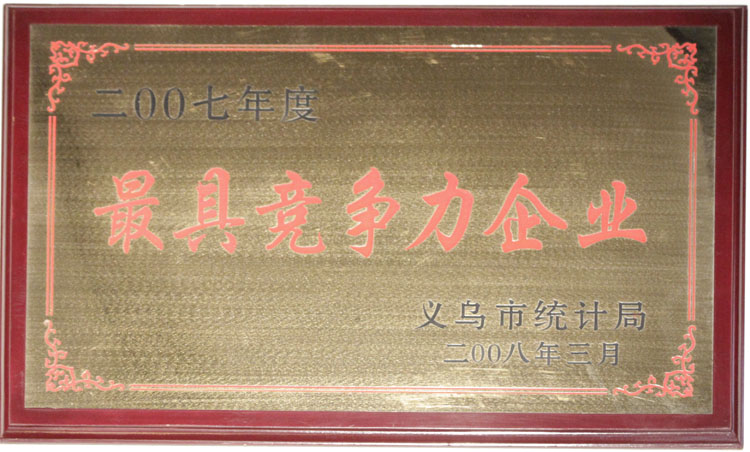 二00七年度
最具竞争力企业
义乌市统计局
二00八年三月